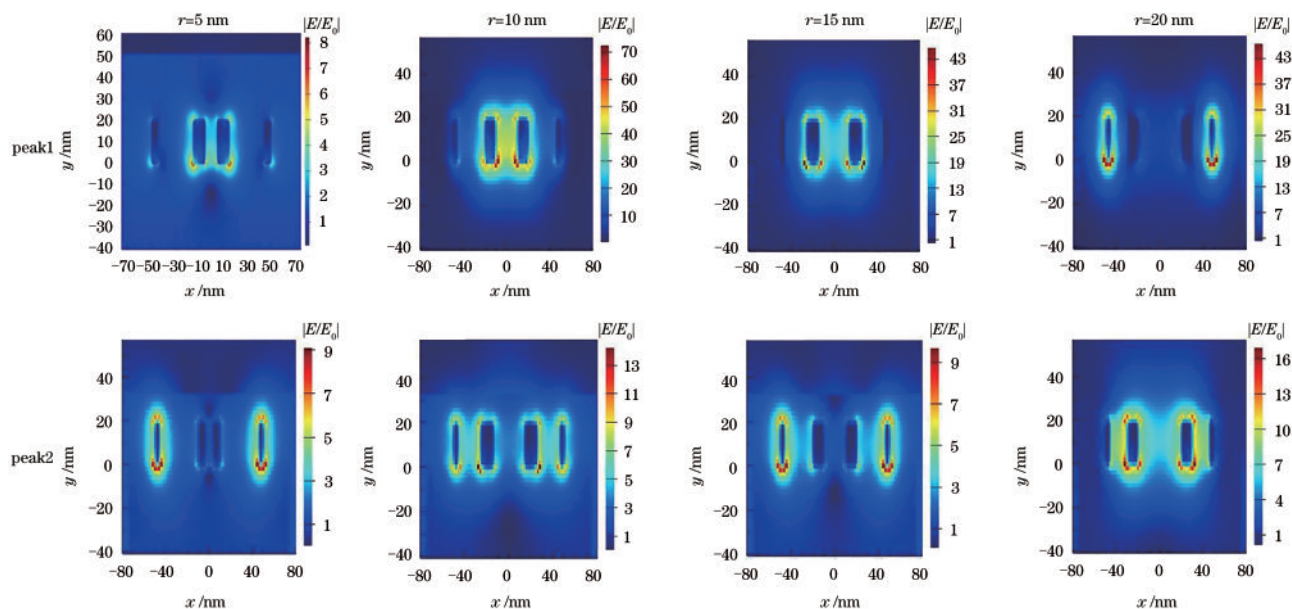 r=5 nm
|E/E₀|
r=10 nm
|E/E₀|
r=15 nm
|E/E₀|
r=20 nm
|E/E₀|
peak1
y /nm
60
50
40
30
20
10
0
−10
−20
−30
−40
−70 −50 −30 −10 10 30 50 70
x /nm
8
7
6
5
4
3
2
1
y /nm
40
20
0
−20
−40
−80 −40 0 40 80
x /nm
70
60
50
40
30
20
10
y /nm
40
20
0
−20
−40
−80 −40 0 40 80
x /nm
43
37
31
25
19
13
7
1
y /nm
40
20
0
−20
−40
−80 −40 0 40 80
x /nm
43
37
31
25
19
13
7
1
|E/E₀|
|E/E₀|
|E/E₀|
|E/E₀|
peak2
y /nm
40
20
0
−20
−40
−80 −40 0 40 80
x /nm
9
7
5
3
1
y /nm
40
20
0
−20
−40
−80 −40 0 40 80
x /nm
13
11
9
7
5
3
1
y /nm
40
20
0
−20
−40
−80 −40 0 40 80
x /nm
9
7
5
3
1
y /nm
40
20
0
−20
−40
−80 −40 0 40 80
x /nm
16
13
10
7
4
1